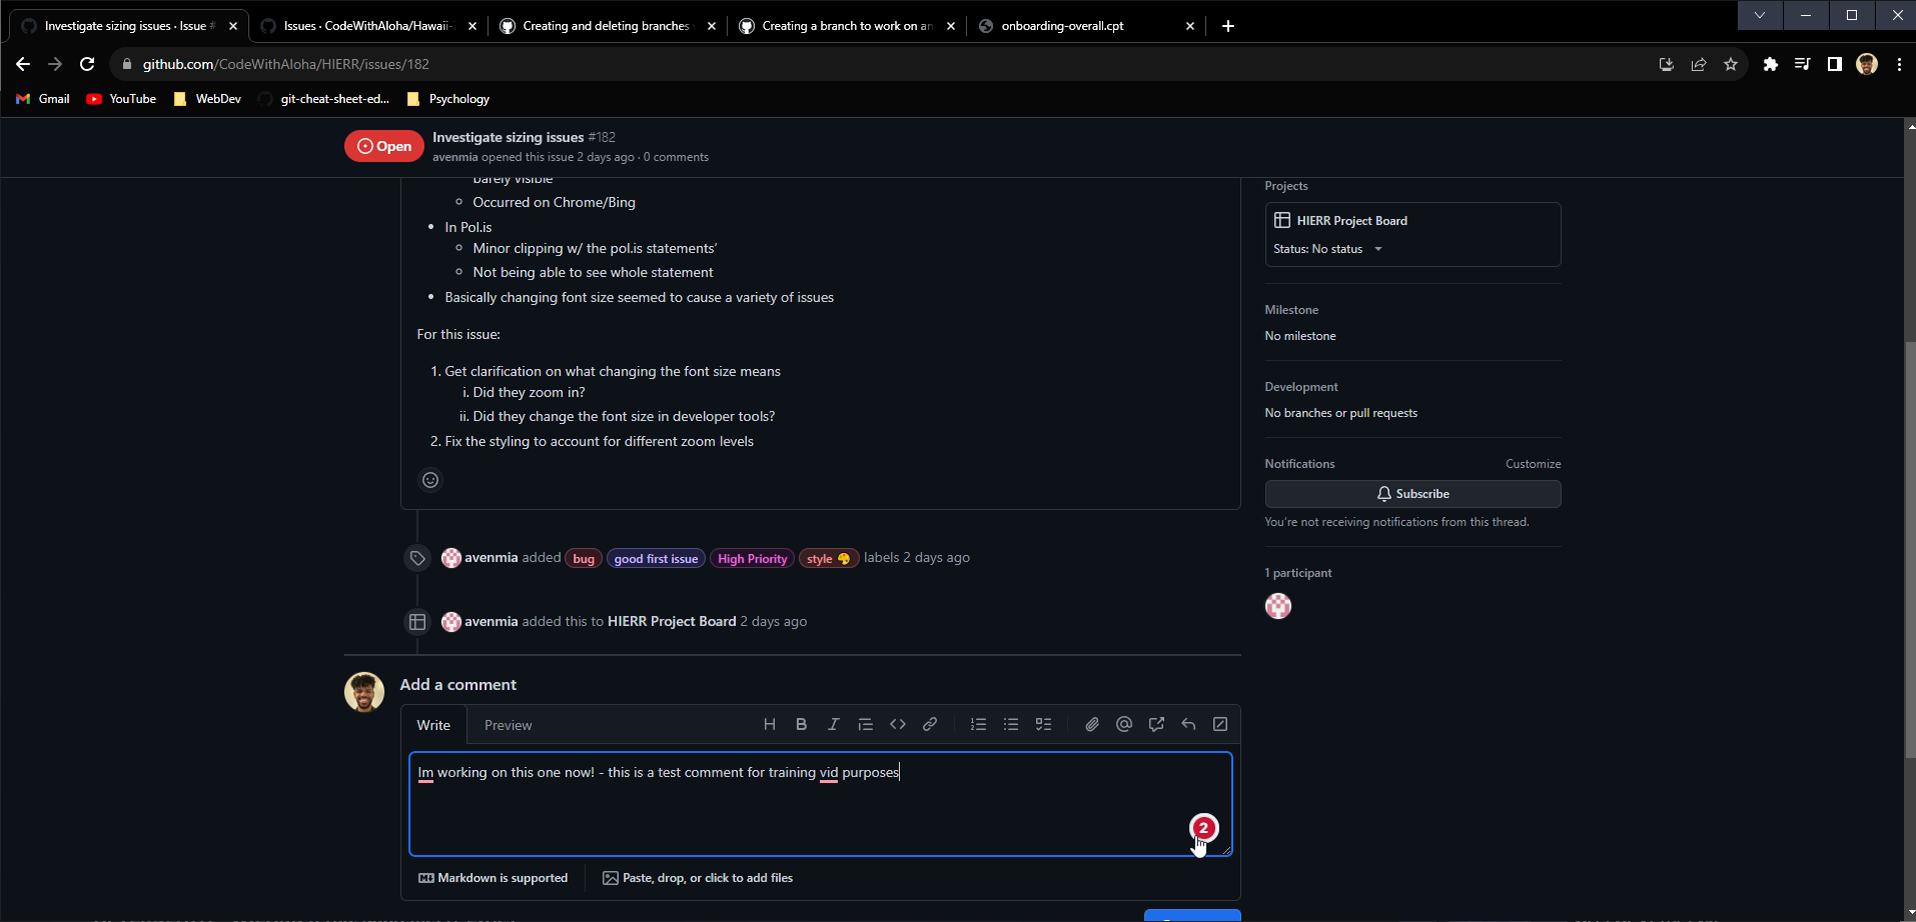 Investigate sizing issues · Issue #
Issues · CodeWithAloha/Hawaii-
Creating and deleting branches
Creating a branch to work on an
onboarding-overall.cpt
github.com/CodeWithAloha/HIERR/issues/182
Gmail YouTube WebDev git-cheat-sheet-ed... Psychology
Open
Investigate sizing issues #182
avenmia opened this issue 2 days ago · 0 comments
barely visible
Occurred on Chrome/Bing
In Pol.is
Minor clipping w/ the pol.is statements'
Not being able to see whole statement
Basically changing font size seemed to cause a variety of issues
For this issue:
1. Get clarification on what changing the font size means
i. Did they zoom in?
ii. Did they change the font size in developer tools?
2. Fix the styling to account for different zoom levels
avenmia added bug good first issue High Priority style labels 2 days ago
avenmia added this to HIERR Project Board 2 days ago
Add a comment
Write Preview
Im working on this one now! - this is a test comment for training vid purposes
2
Markdown is supported
Paste, drop, or click to add files
Projects
HIERR Project Board
Status: No status
Milestone
No milestone
Development
No branches or pull requests
Notifications Customize
Subscribe
You're not receiving notifications from this thread.
1 participant